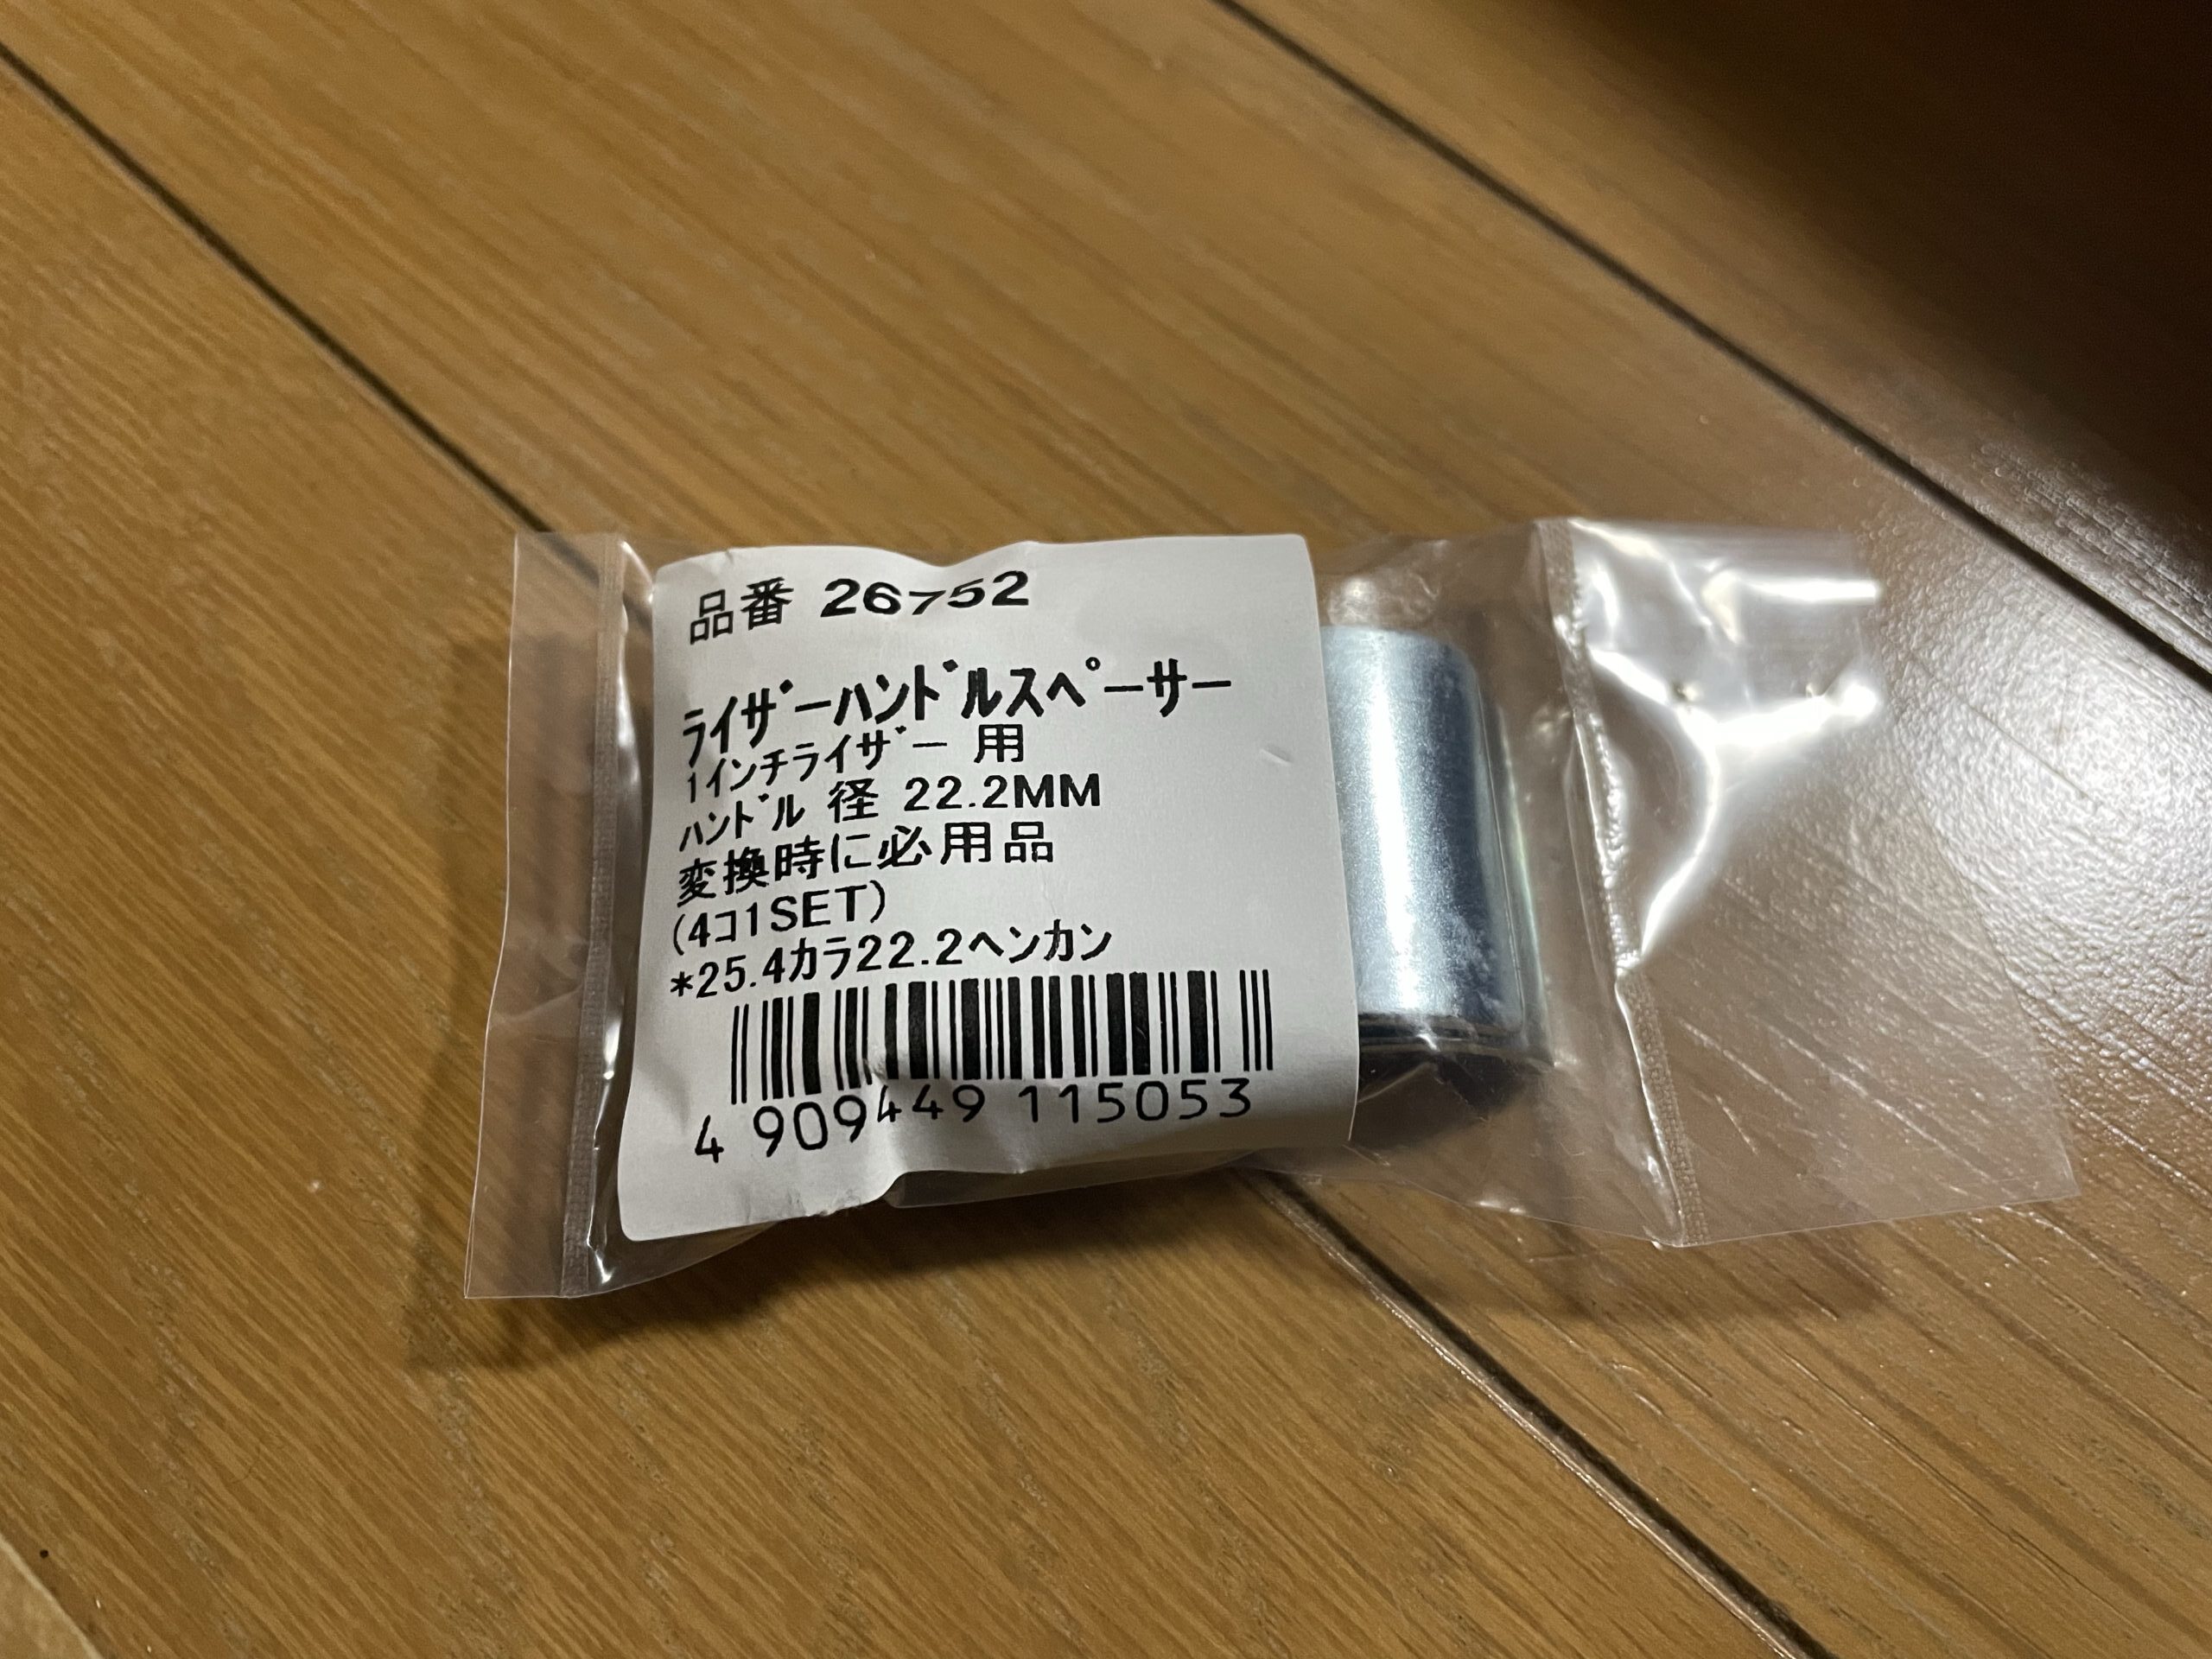 品番 26752
ﾗｲｻﾞｰﾊﾝﾄﾞﾙｽﾍﾟｰｻｰ
1ｲﾝﾁﾗｲｻﾞｰ 用
ﾊﾝﾄﾞﾙ 径 22.2MM
変換時に必用品
(4ｺ1SET)
*25.4ｶﾗ22.2ﾍﾝｶﾝ
4 909449 115053